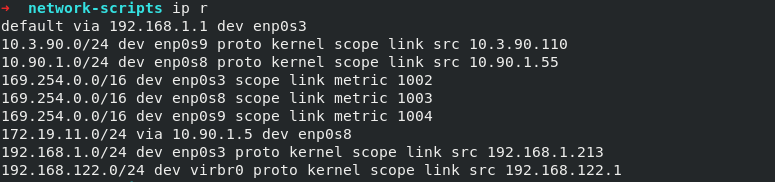 ➜ network-scripts ip r
default via 192.168.1.1 dev enp0s3
10.3.90.0/24 dev enp0s9 proto kernel scope link src 10.3.90.110
10.90.1.0/24 dev enp0s8 proto kernel scope link src 10.90.1.55
169.254.0.0/16 dev enp0s3 scope link metric 1002
169.254.0.0/16 dev enp0s8 scope link metric 1003
169.254.0.0/16 dev enp0s9 scope link metric 1004
172.19.11.0/24 via 10.90.1.5 dev enp0s8
192.168.1.0/24 dev enp0s3 proto kernel scope link src 192.168.1.213
192.168.122.0/24 dev virbr0 proto kernel scope link src 192.168.122.1